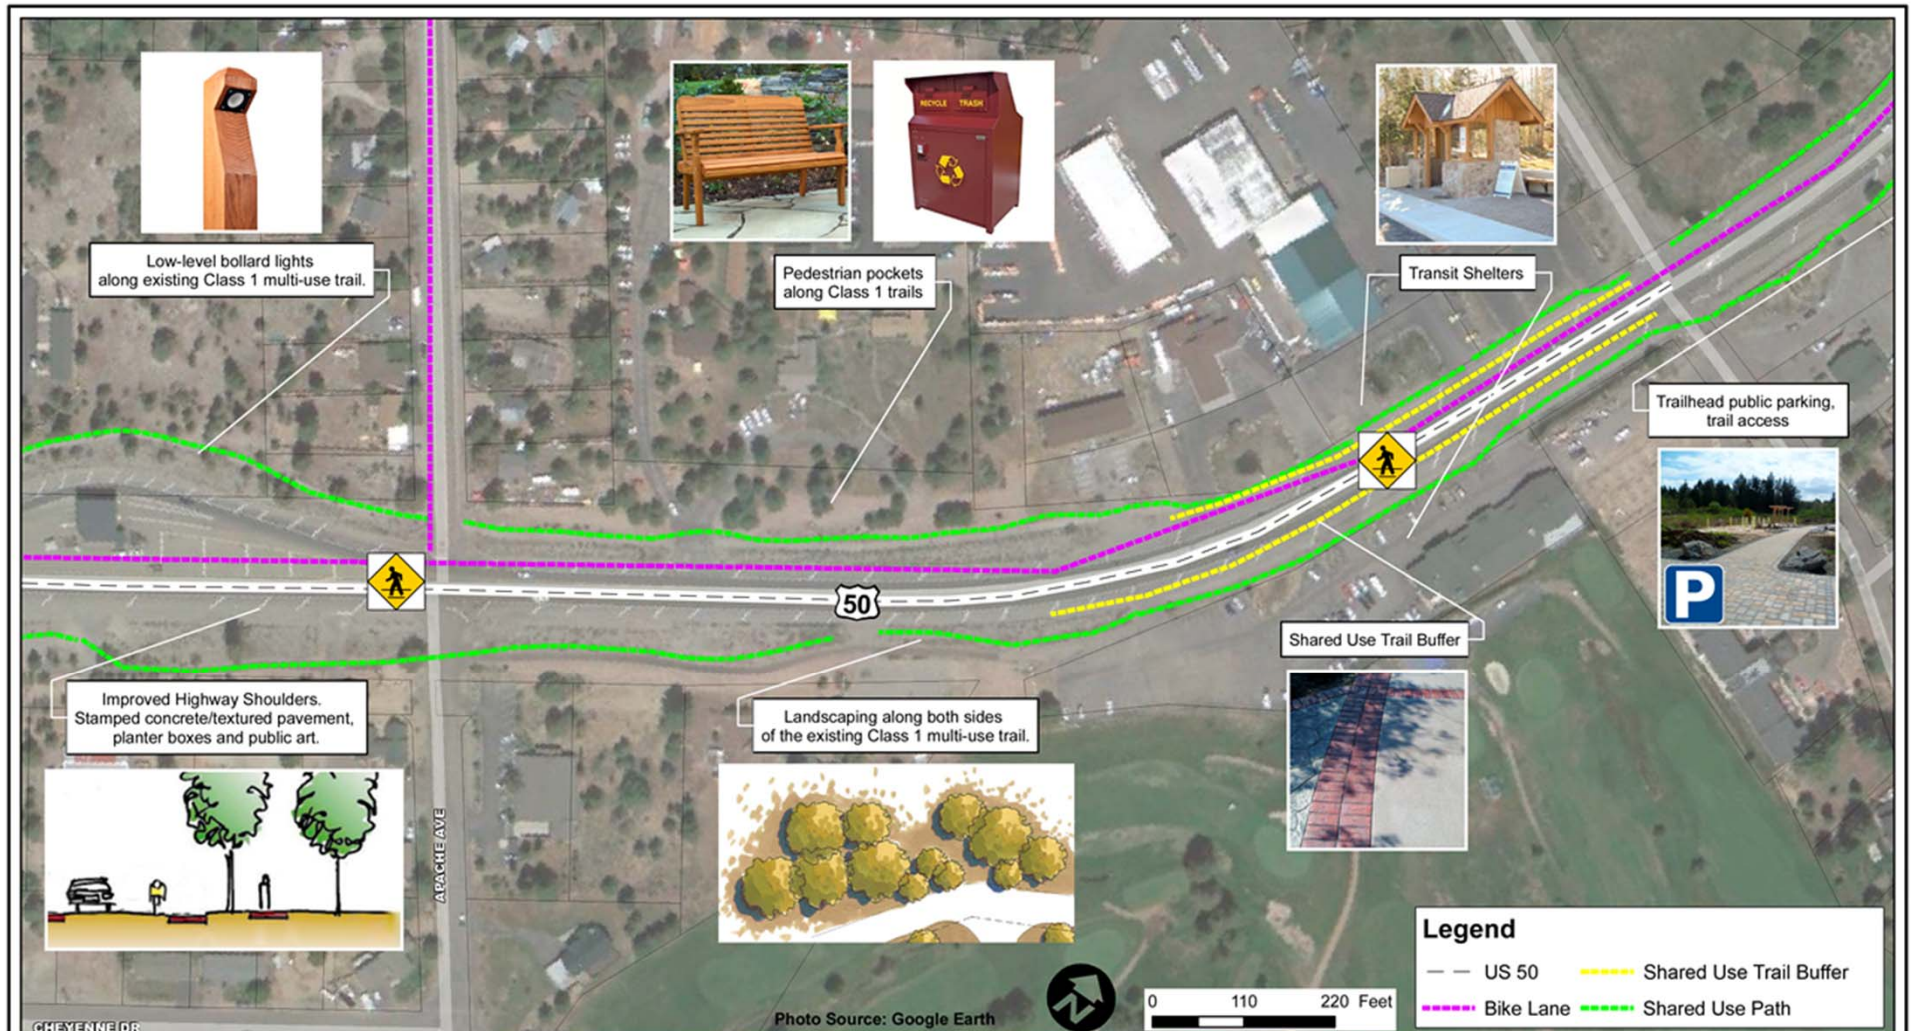 RECYCLE TRASH
Low-level bollard lights
along existing Class 1 multi-use trail.
Pedestrian pockets
along Class 1 trails
Transit Shelters
Trailhead public parking,
trail access
50
P
Shared Use Trail Buffer
Improved Highway Shoulders.
Stamped concrete/textured pavement,
planter boxes and public art.
Landscaping along both sides
of the existing Class 1 multi-use trail.
APACHE AVE
CHEYENNE DR
Photo Source: Google Earth
N
0 110 220 Feet
Legend
US 50
Shared Use Trail Buffer
Bike Lane
Shared Use Path